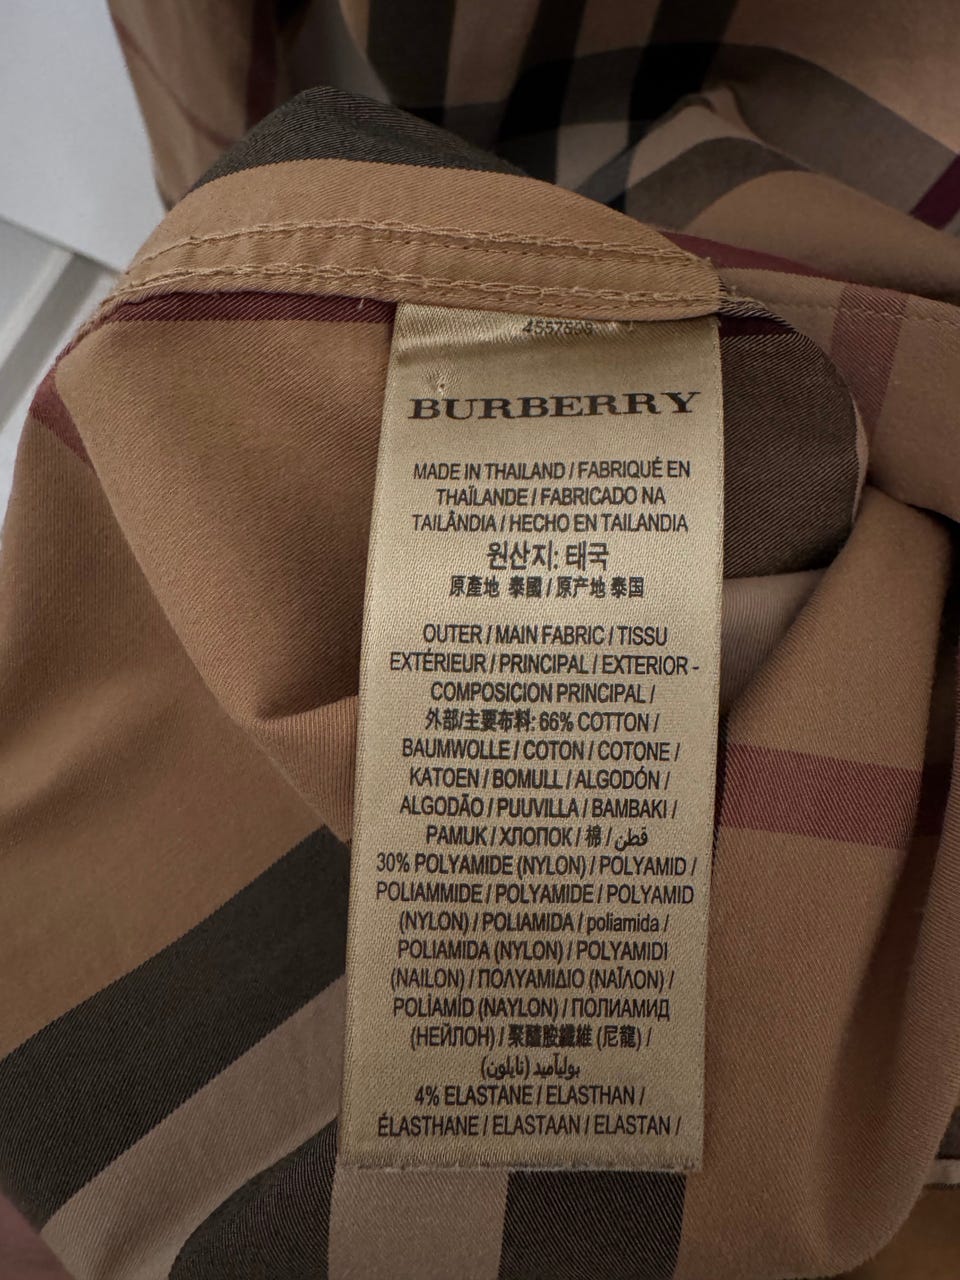 BURBERRY
MADE IN THAILAND / FABRIQUÉ EN
THAÏLANDE / FABRICADO NA
TAILÂNDIA / HECHO EN TAILANDIA
원산지: 태국
原產地 泰國 / 原产地 泰国
OUTER / MAIN FABRIC / TISSU
EXTÉRIEUR / PRINCIPAL / EXTERIOR -
COMPOSICION PRINCIPAL /
外部/主要布料: 66% COTTON /
BAUMWOLLE / COTON / COTONE /
KATOEN / BOMULL / ALGODÓN /
ALGODÃO / PUUVILLA / BAMBAKI /
PAMUK / ХЛОПОК / 棉 / قطن
30% POLYAMIDE (NYLON) / POLYAMID /
POLIAMMIDE / POLYAMIDE / POLYAMID
(NYLON) / POLIAMIDA / poliamida /
POLIAMIDA (NYLON) / POLYAMIDI
(NAILON) / ΠΟΛΥΑΜΙΔΙΟ (ΝΑΪΛΟΝ) /
POLİAMİD (NAYLON) / ПОЛИАМИД
(НЕЙЛОН) / 聚醯胺纖維 (尼龍) /
بولياميد (نايلون)
4% ELASTANE / ELASTHAN /
ÉLASTHANE / ELASTAAN / ELASTAN /